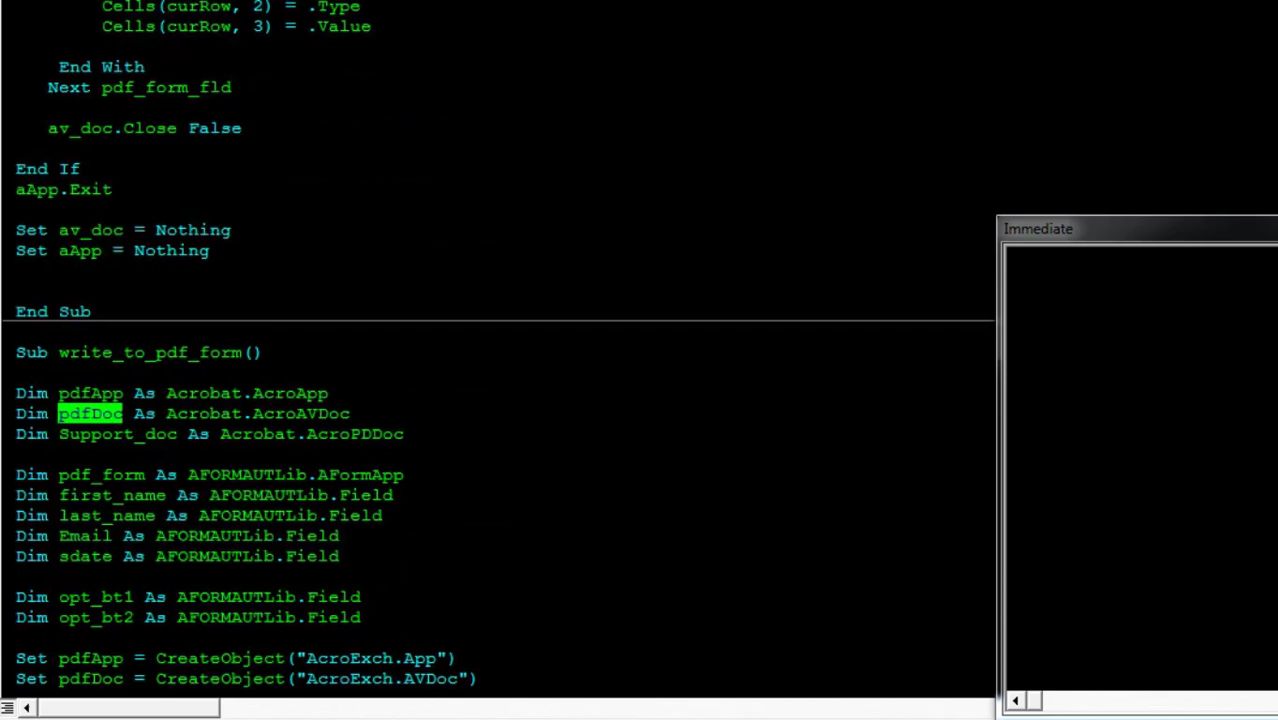 Cells(curRow, 2) = .Type
Cells(curRow, 3) = .Value
End With
Next pdf_form_fld
av_doc.Close False
End If
aApp.Exit
Set av_doc = Nothing
Set aApp = Nothing
End Sub
Sub write_to_pdf_form()
Dim pdfApp As Acrobat.AcroApp
Dim pdfDoc As Acrobat.AcroAVDoc
Dim Support_doc As Acrobat.AcroPDDoc
Dim pdf_form As AFORMAUTLib.AFormApp
Dim first_name As AFORMAUTLib.Field
Dim last_name As AFORMAUTLib.Field
Dim Email As AFORMAUTLib.Field
Dim sdate As AFORMAUTLib.Field
Dim opt_bt1 As AFORMAUTLib.Field
Dim opt_bt2 As AFORMAUTLib.Field
Set pdfApp = CreateObject("AcroExch.App")
Set pdfDoc = CreateObject("AcroExch.AVDoc")
Immediate